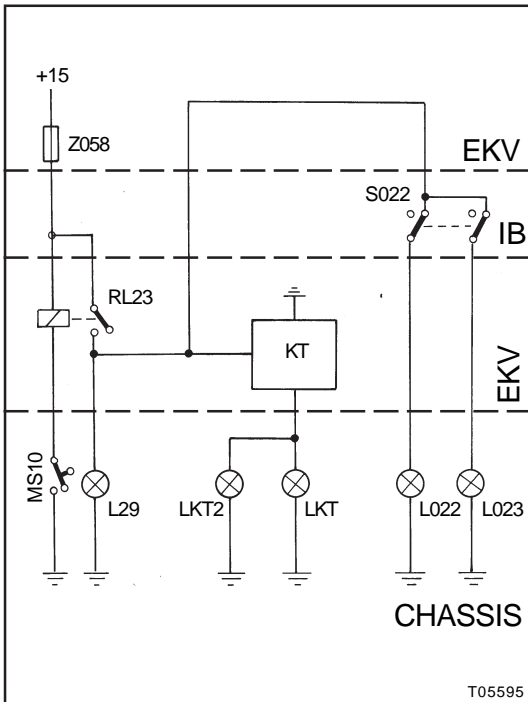 +15
Z058
EKV
S022
IB
RL23
KT
EKV
MS10
L29
LKT2
LKT
L022
L023
CHASSIS
T05595